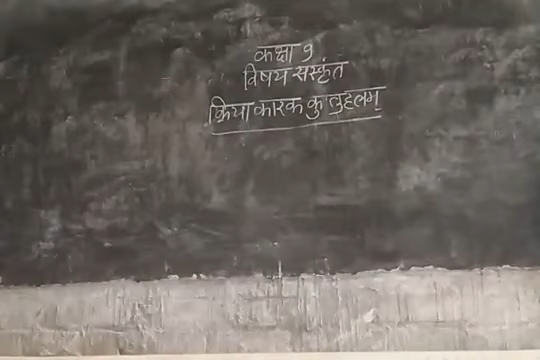 कक्षा 9
विषय संस्कृत
क्रिया कारक कुतुहलम्